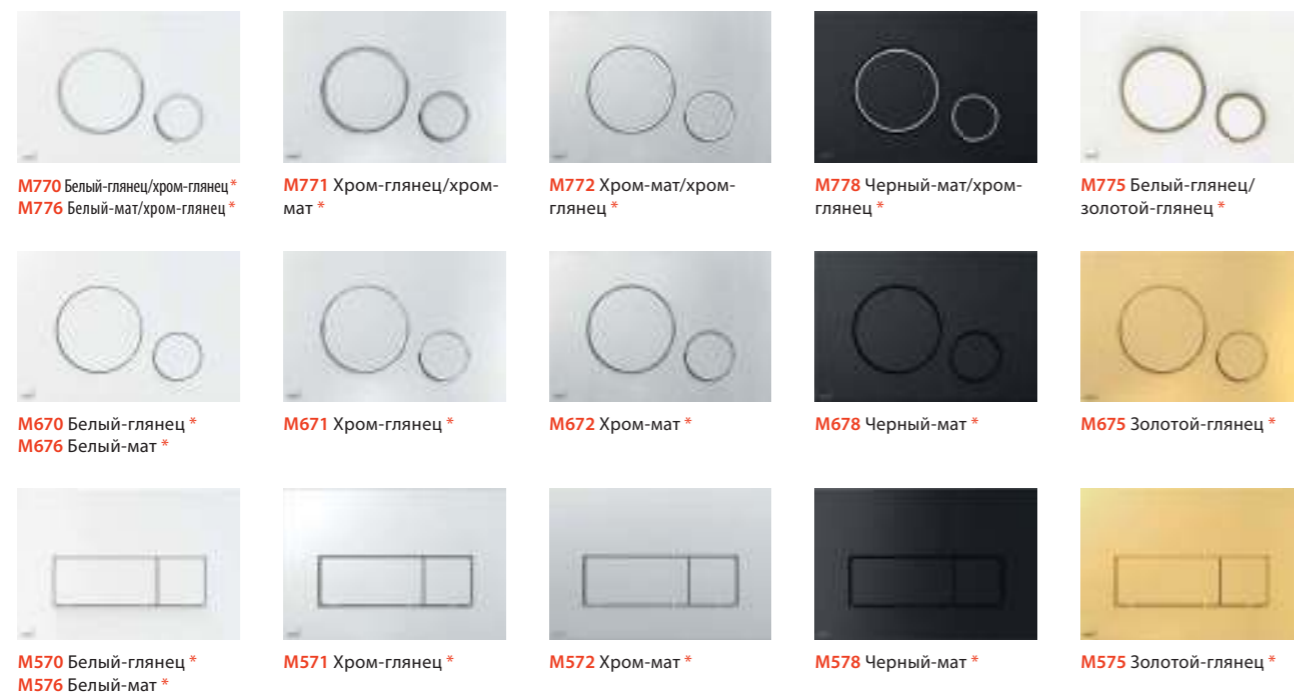 M770 Белый-глянец/хром-глянец *
M776 Белый-мат/хром-глянец *
M771 Хром-глянец/хром-
мат *
M772 Хром-мат/хром-
глянец *
M778 Черный-мат/хром-
глянец *
M775 Белый-глянец/
золотой-глянец *
M670 Белый-глянец *
M676 Белый-мат *
M671 Хром-глянец *
M672 Хром-мат *
M678 Черный-мат *
M675 Золотой-глянец *
M570 Белый-глянец *
M576 Белый-мат *
M571 Хром-глянец *
M572 Хром-мат *
M578 Черный-мат *
M575 Золотой-глянец *